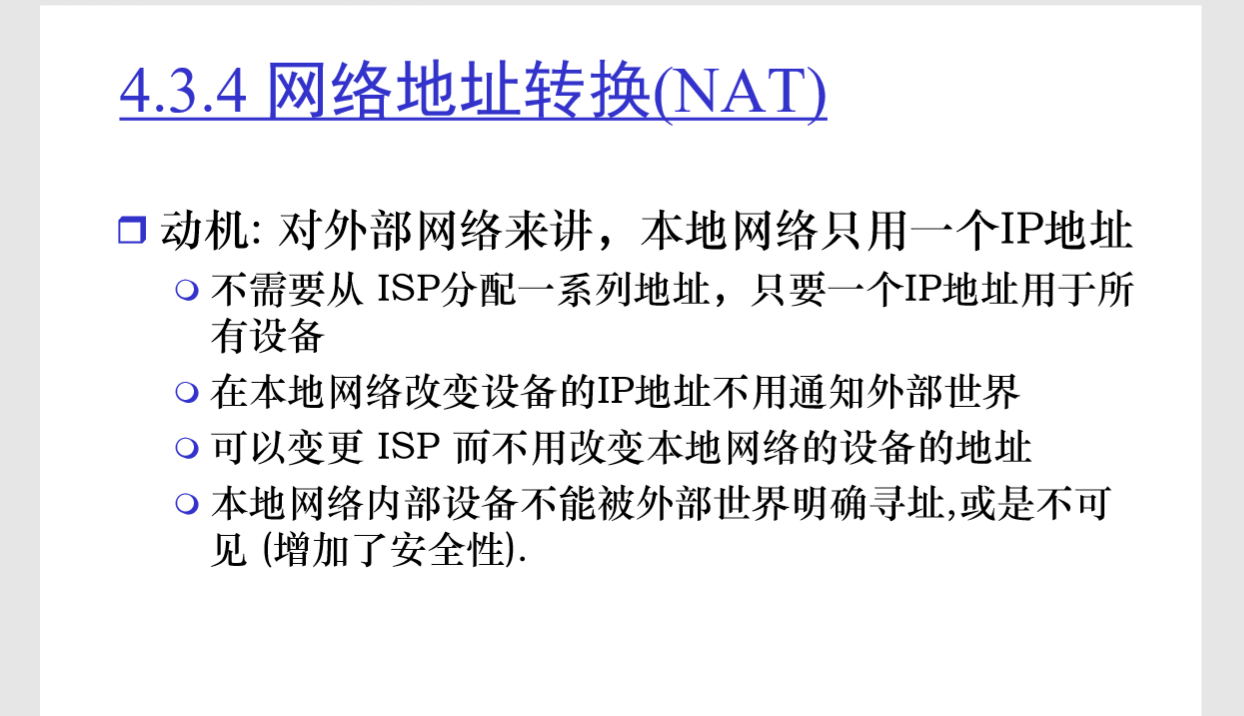 4.3.4 网络地址转换(NAT)
动机: 对外部网络来讲，本地网络只用一个IP地址
不需要从 ISP分配一系列地址，只要一个IP地址用于所
有设备
在本地网络改变设备的IP地址不用通知外部世界
可以变更 ISP 而不用改变本地网络的设备的地址
本地网络内部设备不能被外部世界明确寻址,或是不可
见 (增加了安全性).